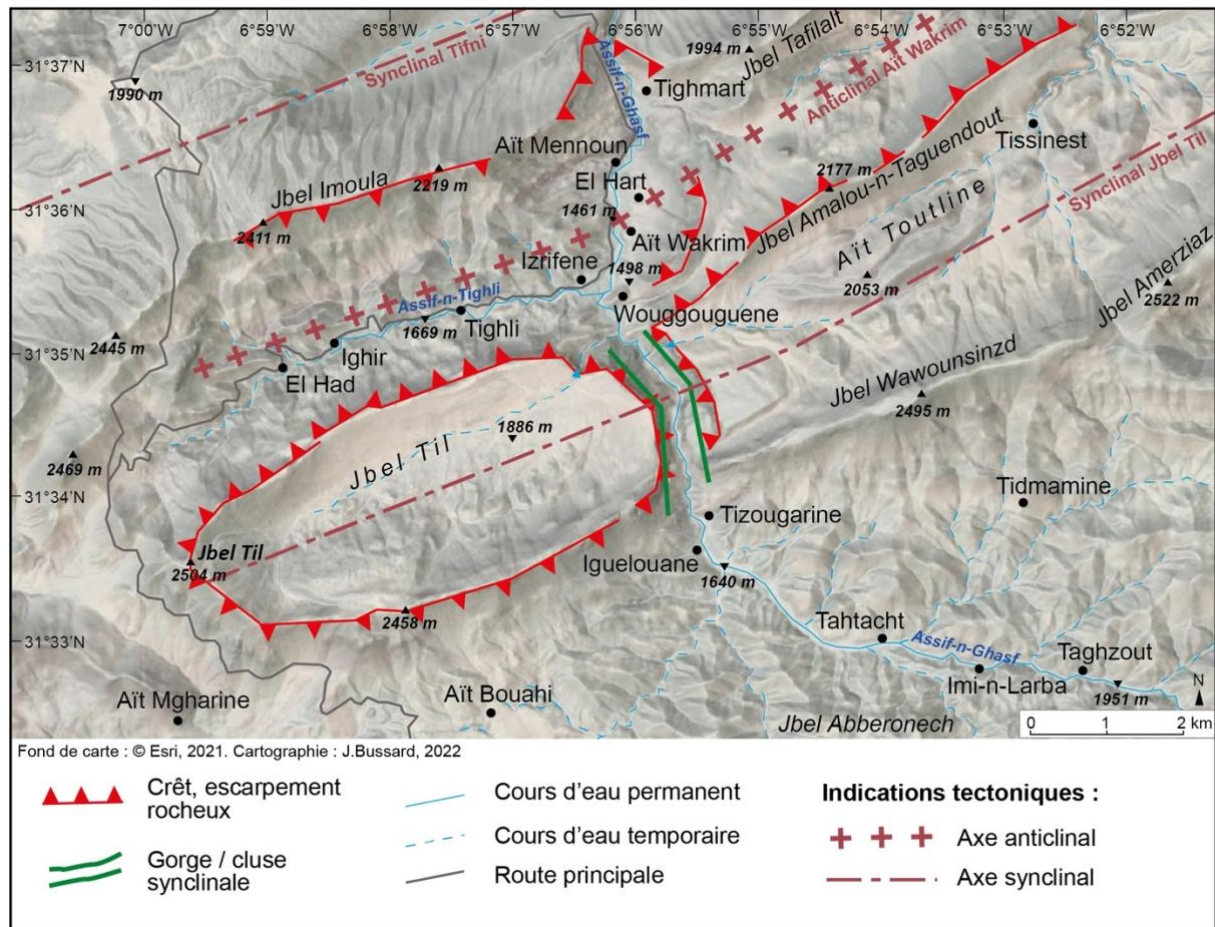 7°00'W
6°59'W
6°58'W
6°57'W
6°56'W
6°55'W
6°54'W
6°53'W
6°52'W
31°37'N
31°36'N
31°35'N
31°34'N
31°33'N
1990 m
Synclinal Tifni
Assif-n-Ghasf
1994 m
Jbel Tafilalt
Anticlinal Aït Wakrim
Tighmart
Tissinest
Aït Mennoun
Jbel Imoula
2219 m
El Hart
2177 m
Jbel Amalou-n-Taguendout
Synclinal Jbel Til
2411 m
1461 m
Aït Wakrim
Aït Toutline
Izrifene
1498 m
2053 m
Jbel Amerziaz
2522 m
Assif-n-Tighli
Wouggouguene
1669 m
Tighli
2445 m
Ighir
El Had
Jbel Wawounsinzd
2495 m
1886 m
Jbel Til
2469 m
Tidmamine
Tizougarine
Jbel Til
2504 m
Iguelouane
1640 m
2458 m
Tahtacht
Assif-n-Ghasf
Taghzout
Imi-n-Larba
1951 m
N
Aït Mgharine
Aït Bouahi
Jbel Abberonech
0 1 2 km
Fond de carte : © Esri, 2021. Cartographie : J.Bussard, 2022
Crêt, escarpement
rocheux
Gorge / cluse
synclinale
Cours d'eau permanent
Cours d'eau temporaire
Route principale
Indications tectoniques :
Axe anticlinal
Axe synclinal